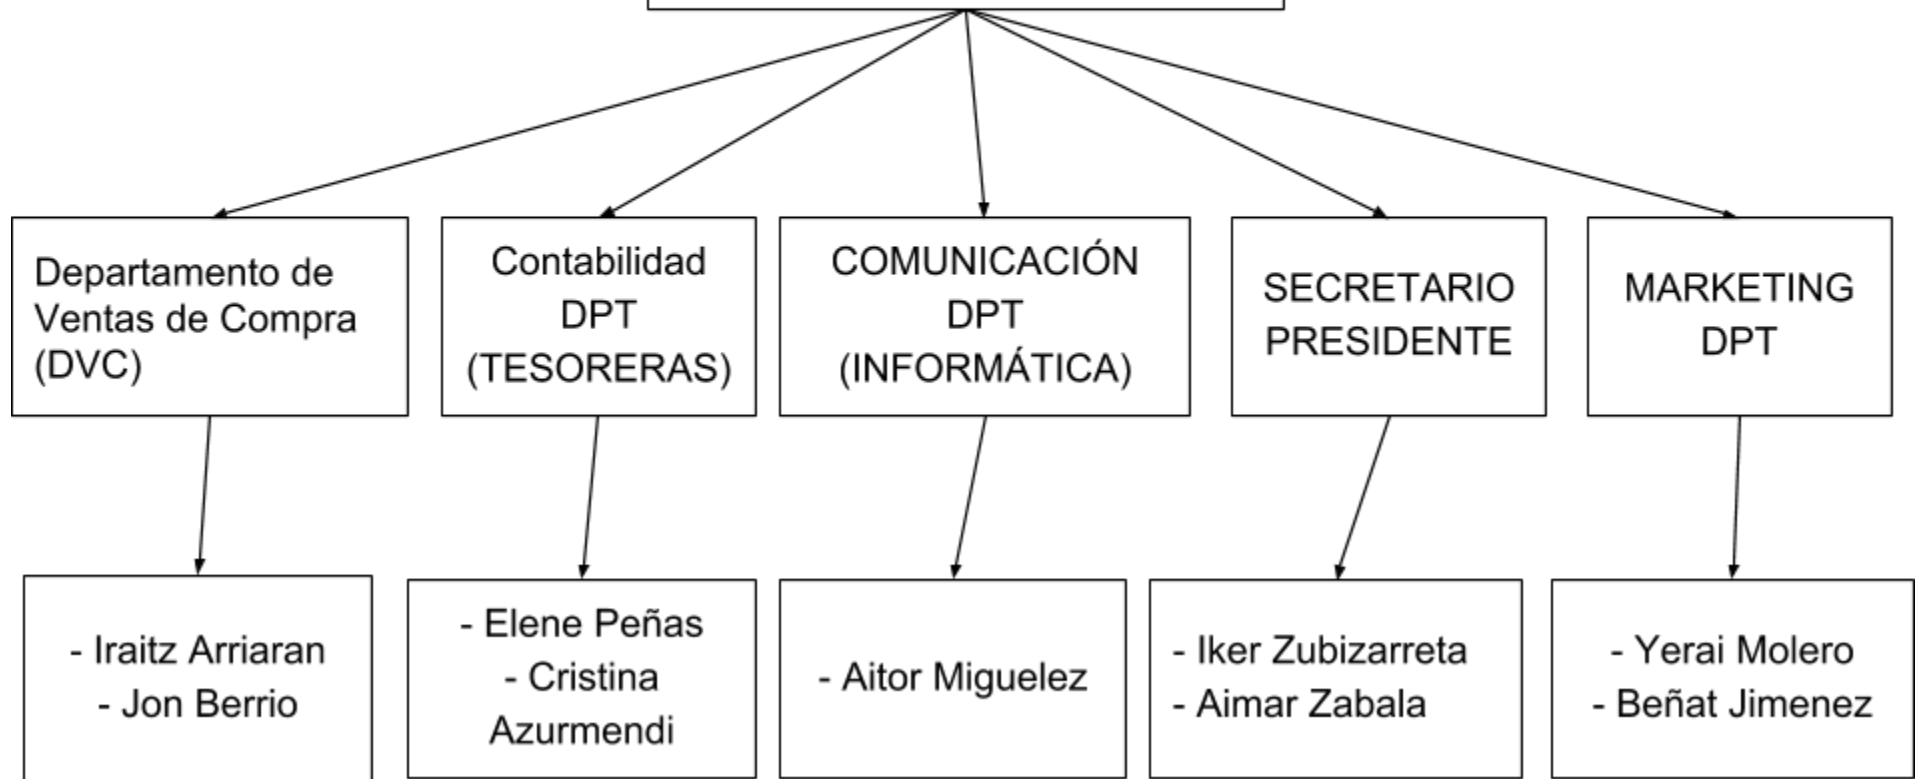 Departamento de
Ventas de Compra
(DVC)
Contabilidad
DPT
(TESORERAS)
COMUNICACIÓN
DPT
(INFORMÁTICA)
SECRETARIO
PRESIDENTE
MARKETING
DPT
- Iraitz Arriaran
- Jon Berrio
- Elene Peñas
- Cristina
Azurmendi
- Aitor Miguelez
- Iker Zubizarreta
- Aimar Zabala
- Yerai Molero
- Beñat Jimenez